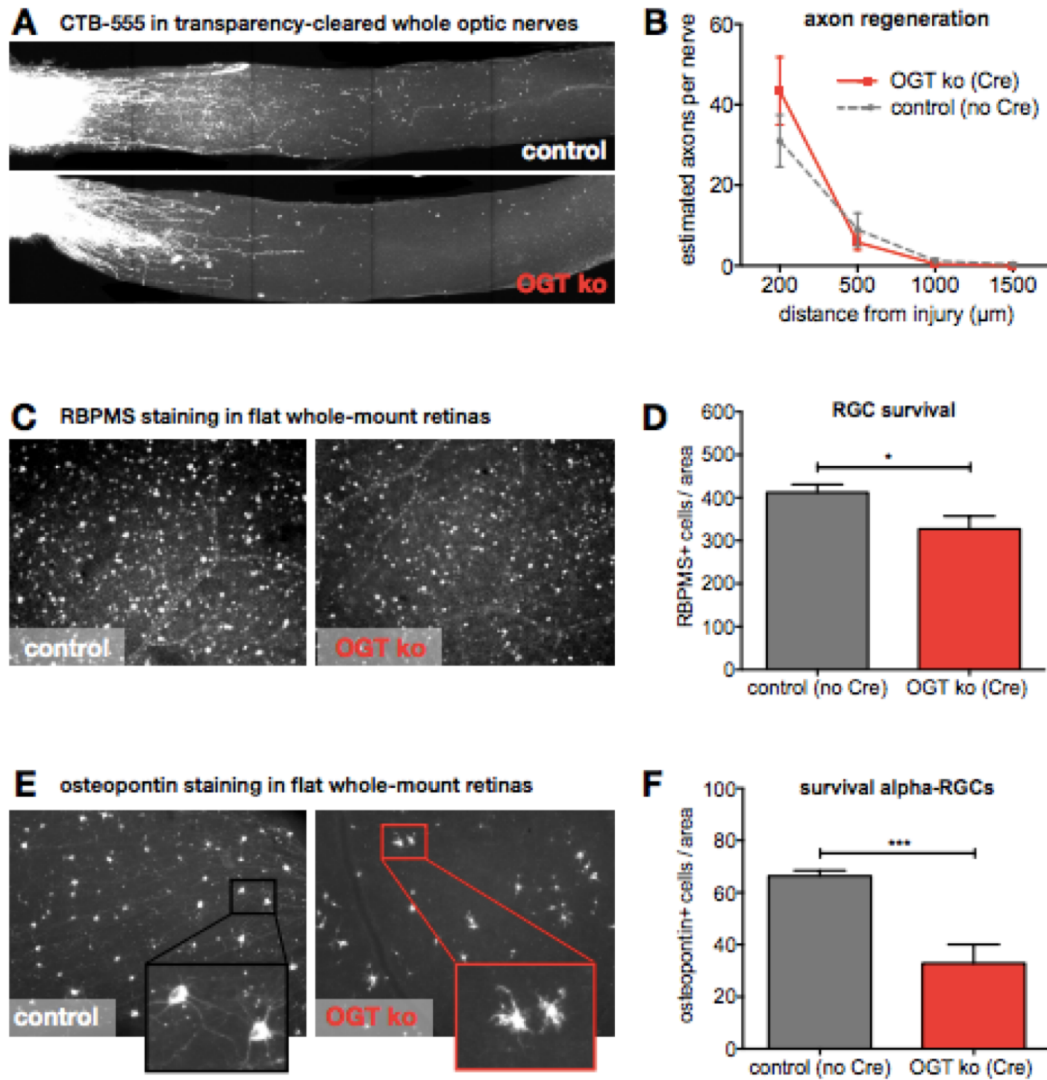 A CTB-555 in transparency-cleared whole optic nerves
control
OGT ko
B axon regeneration
estimated axons per nerve
60
40
20
0
OGT ko (Cre)
control (no Cre)
200 500 1000 1500
distance from injury (µm)
C RBPMS staining in flat whole-mount retinas
control
OGT ko
D RGC survival
RBPMS+ cells / area
600
500
400
300
200
100
0
*
control (no Cre) OGT ko (Cre)
E osteopontin staining in flat whole-mount retinas
control
OGT ko
F survival alpha-RGCs
osteopontin+ cells / area
100
80
60
40
20
0
***
control (no Cre) OGT ko (Cre)